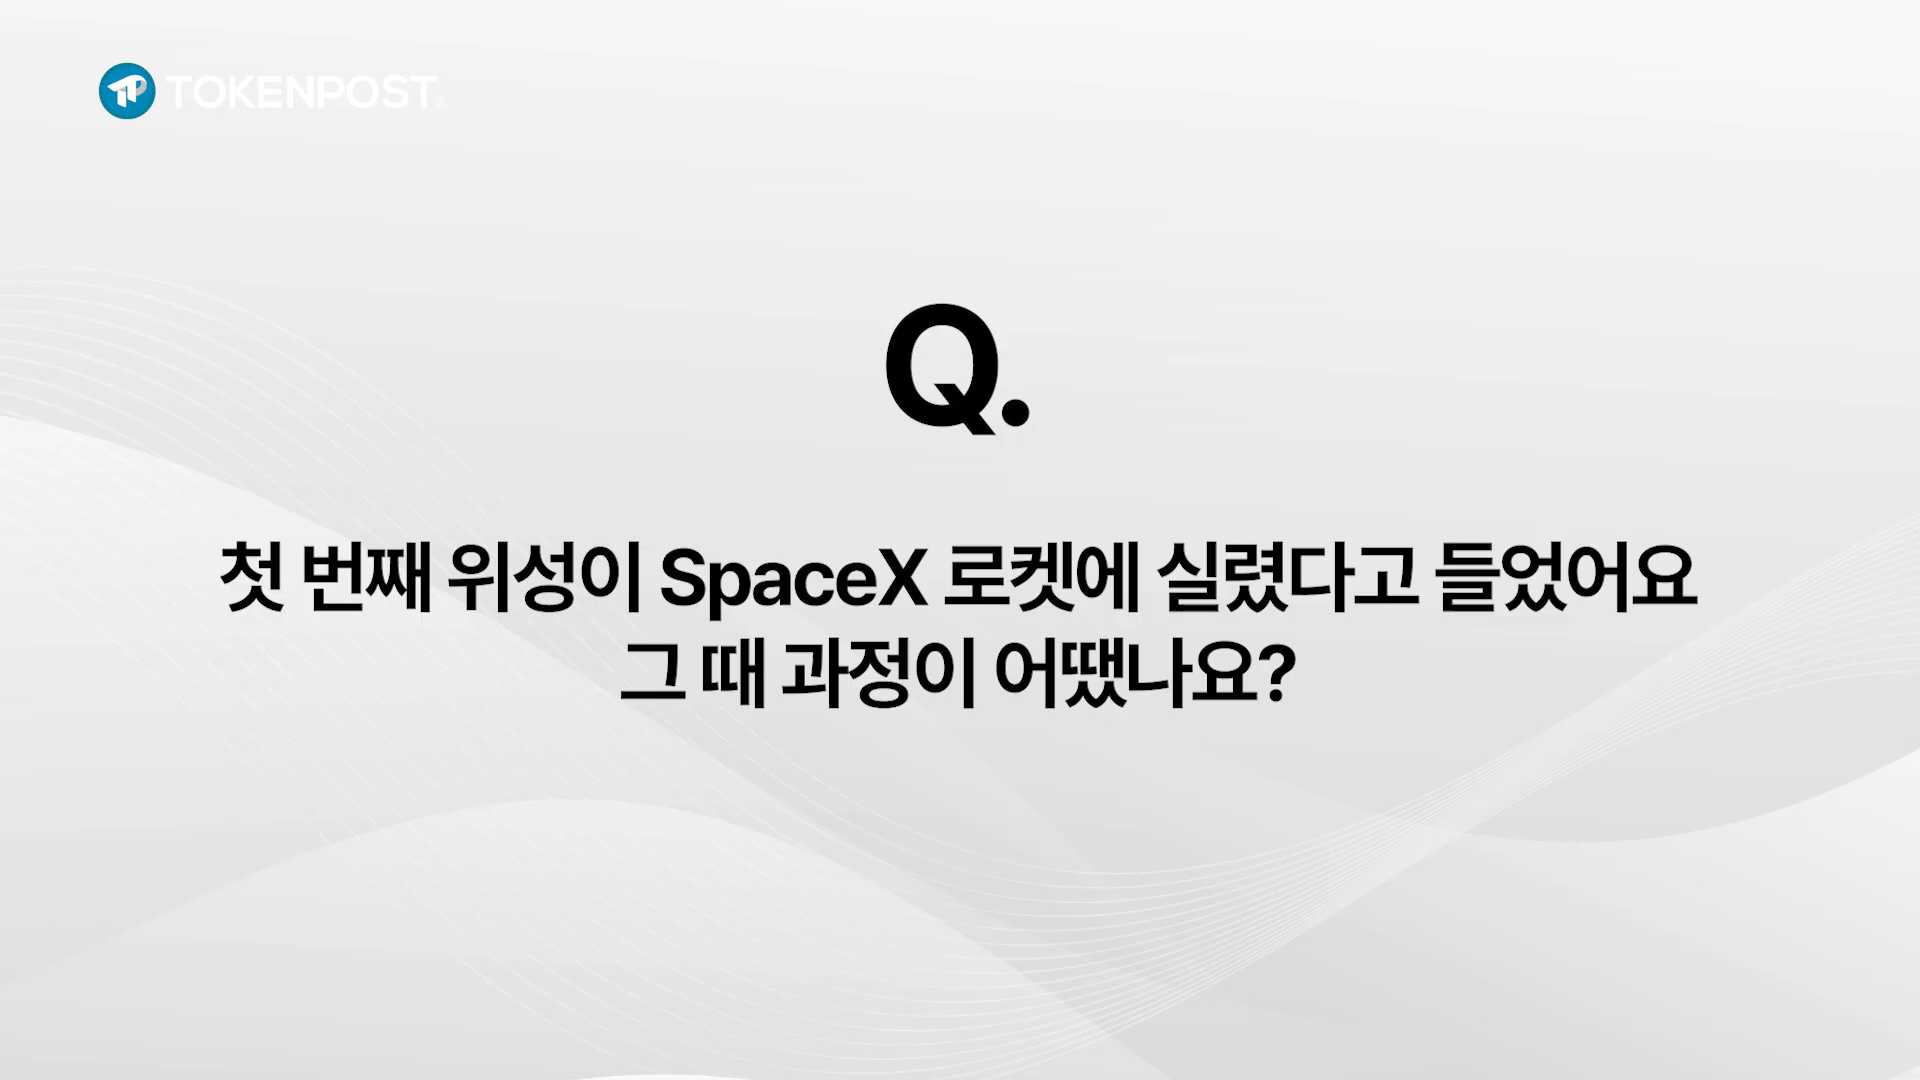 TOKENPOST
Q.
첫 번째 위성이 SpaceX 로켓에 실렸다고 들었어요
그 때 과정이 어땠나요?